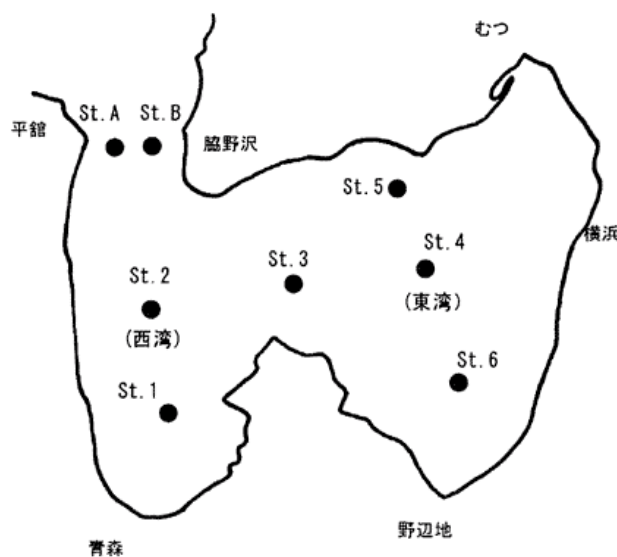 むつ
St.A
St.B
平舘
脇野沢
St.5
横浜
St.4
St.3
(東湾)
St.2
(西湾)
St.6
St.1
野辺地
青森